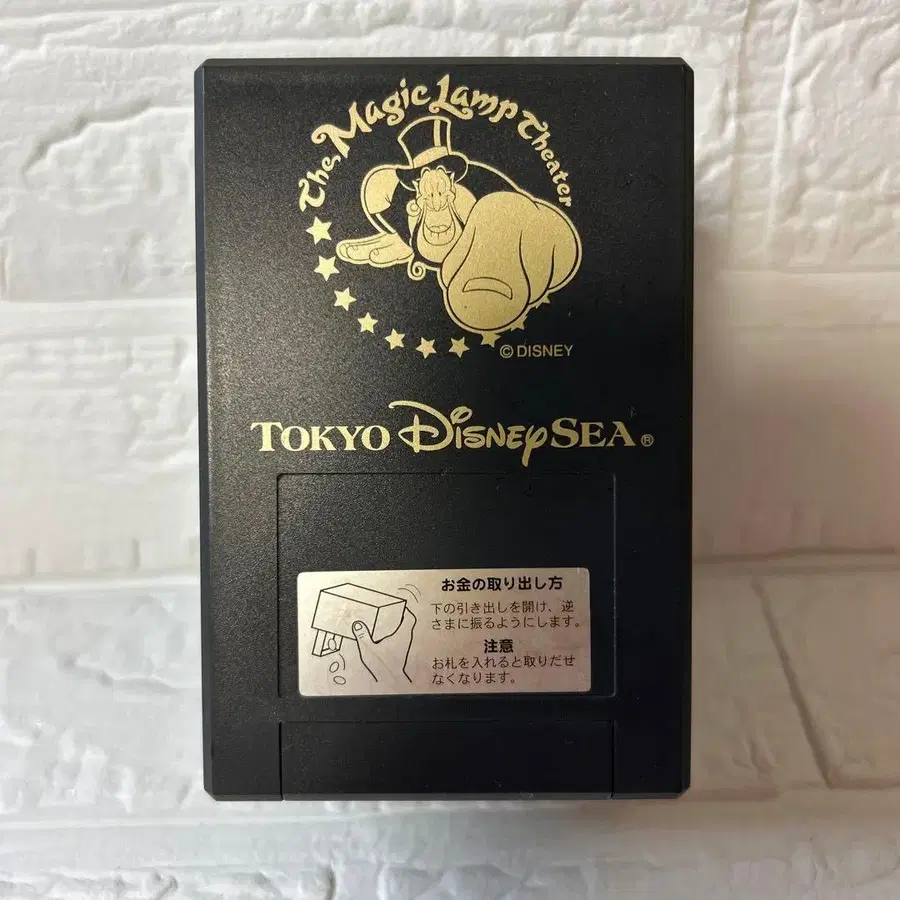 The Magic Lamp Theater
© DISNEY
TOKYO DISNEYSEA®
お金の取り出し方
下の引き出しを開け、逆
さまに振るようにします。
注意
お札を入れると取りだせ
なくなります。